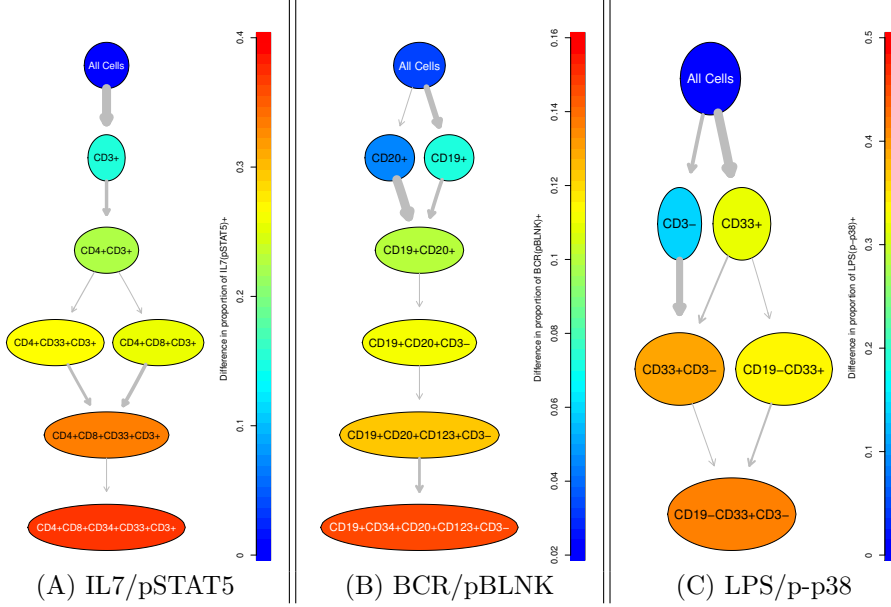 All Cells
CD3+
CD4+CD3+
CD4+CD33+CD3+
CD4+CD8+CD3+
CD4+CD8+CD33+CD3+
CD4+CD8+CD34+CD33+CD3+
0.4
0.3
0.2
0.1
0
Difference in proportion of IL7(pSTAT5)+
(A) IL7/pSTAT5
All Cells
CD20+
CD19+
CD19+CD20+
CD19+CD20+CD3−
CD19+CD20+CD123+CD3−
CD19+CD34+CD20+CD123+CD3−
0.16
0.14
0.12
0.1
0.08
0.06
0.04
0.02
Difference in proportion of BCR(pBLNK)+
(B) BCR/pBLNK
All Cells
CD3−
CD33+
CD33+CD3−
CD19−CD33+
CD19−CD33+CD3−
0.5
0.4
0.3
0.2
0.1
0
Difference in proportion of LPS(p−p38)+
(C) LPS/p-p38